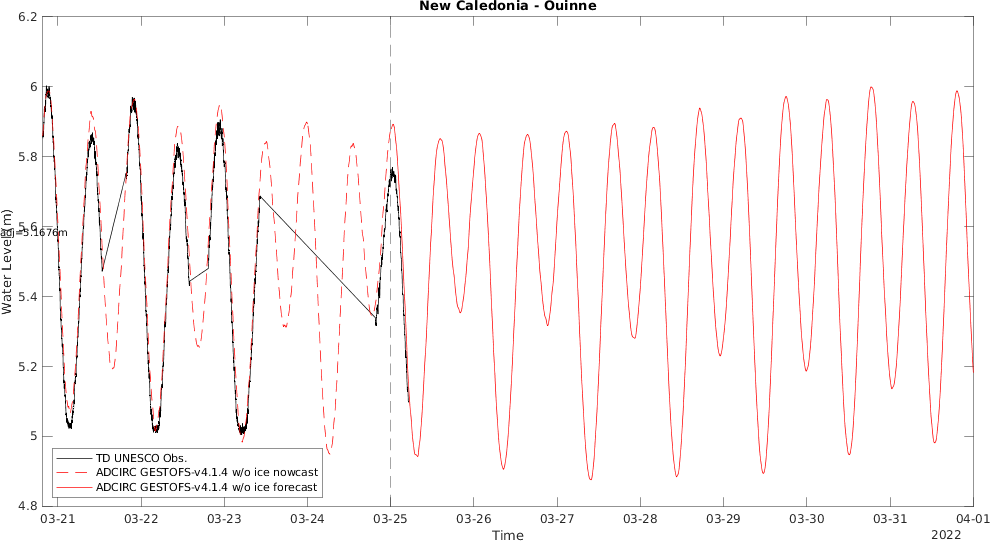 New Caledonia - Ouinne
6.2
6
5.8
5.6
5.4
5.2
5
4.8
Water Level (m)
adj=5.1676m
TD UNESCO Obs.
ADCIRC GESTOFS-v4.1.4 w/o ice nowcast
ADCIRC GESTOFS-v4.1.4 w/o ice forecast
03-21 03-22 03-23 03-24 03-25 03-26 03-27 03-28 03-29 03-30 03-31 04-01
Time
2022